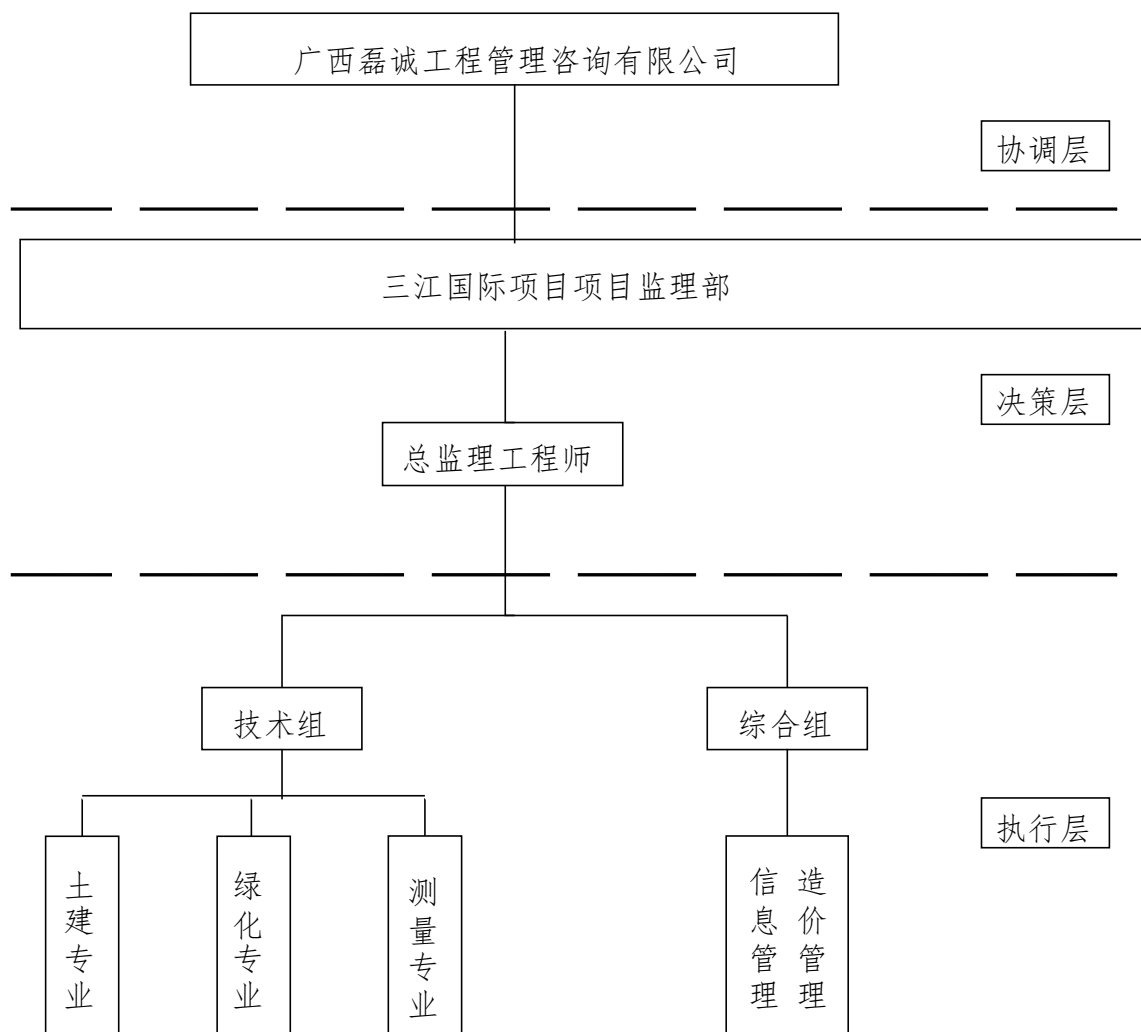 广西磊诚工程管理咨询有限公司
协调层
三江国际项目项目监理部
决策层
总监理工程师
技术组
综合组
执行层
土建专业
绿化专业
测量专业
信息管理
造价管理